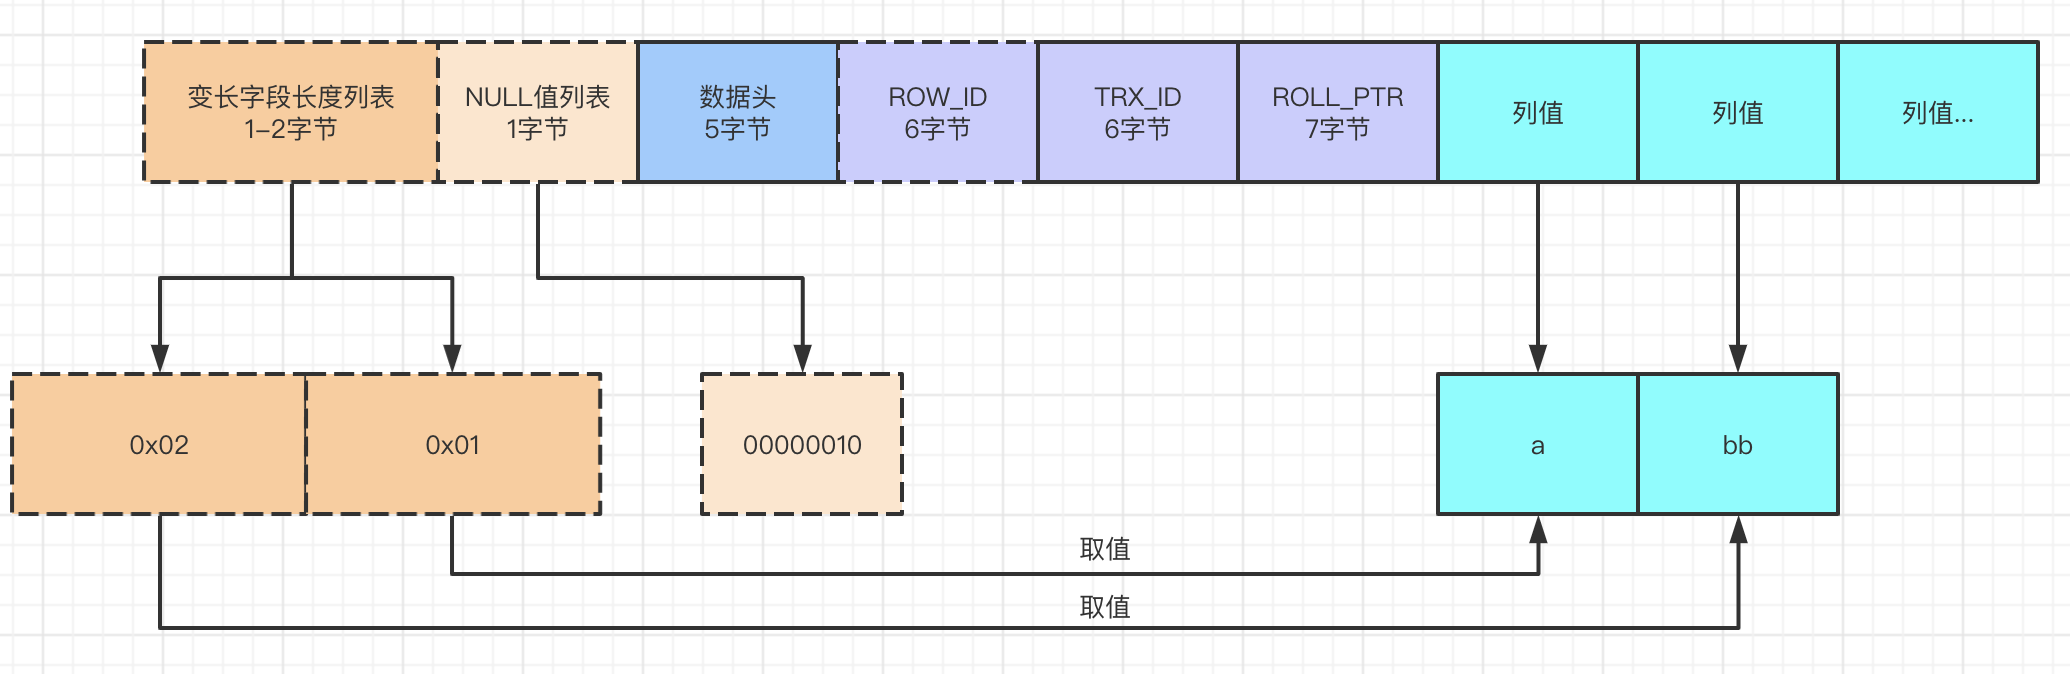 变长字段长度列表
1-2字节
NULL值列表
1字节
数据头
5字节
ROW_ID
6字节
TRX_ID
6字节
ROLL_PTR
7字节
列值
列值
列值...
0x02
0x01
00000010
a
bb
取值
取值